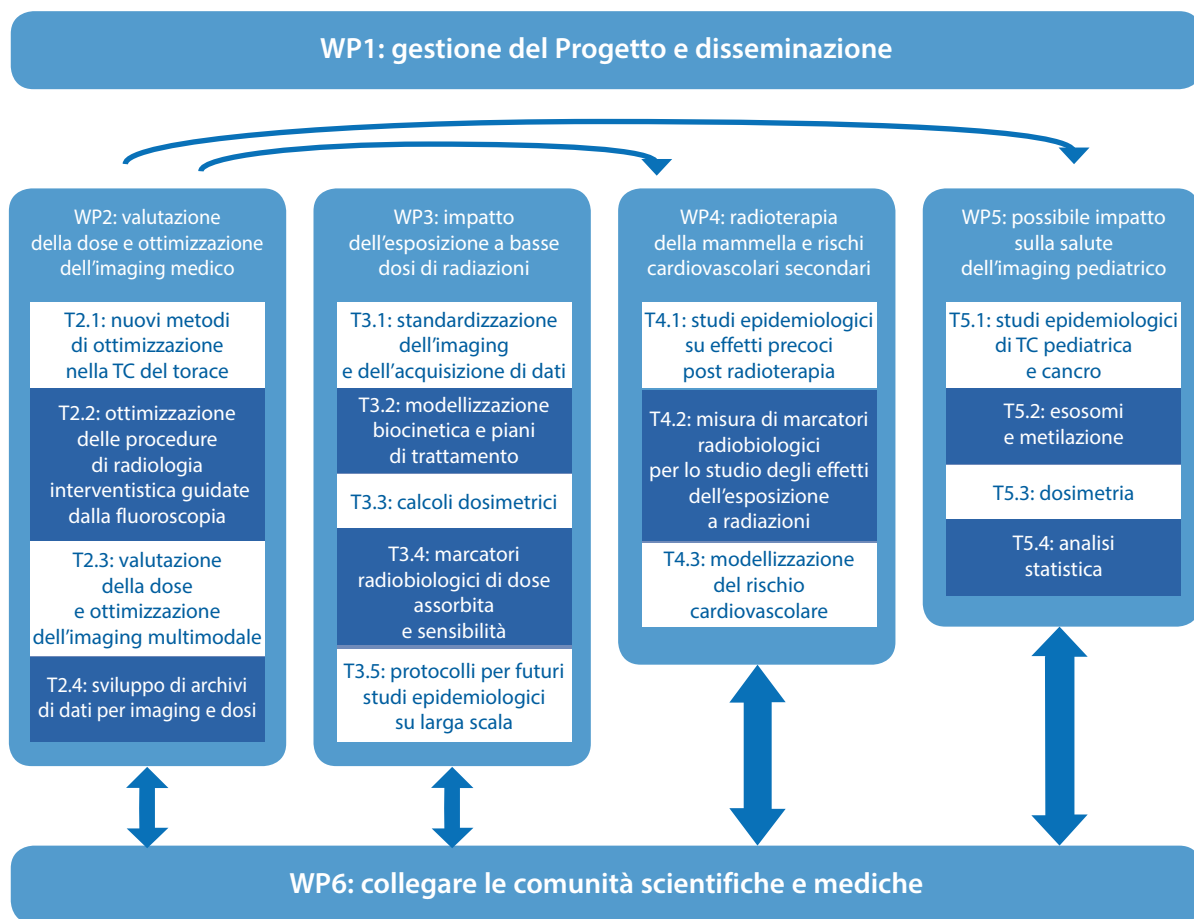 WP1: gestione del Progetto e disseminazione
WP2: valutazione
della dose e ottimizzazione
dell'imaging medico
T2.1: nuovi metodi
di ottimizzazione
nella TC del torace
T2.2: ottimizzazione
delle procedure
di radiologia
interventistica guidate
dalla fluoroscopia
T2.3: valutazione
della dose
e ottimizzazione
dell'imaging multimodale
T2.4: sviluppo di archivi
di dati per imaging e dosi
WP3: impatto
dell'esposizione a basse
dosi di radiazioni
T3.1: standardizzazione
dell'imaging
e dell'acquisizione di dati
T3.2: modellizzazione
biocinetica e piani
di trattamento
T3.3: calcoli dosimetrici
T3.4: marcatori
radiobiologici di dose
assorbita
e sensibilità
T3.5: protocolli per futuri
studi epidemiologici
su larga scala
WP4: radioterapia
della mammella e rischi
cardiovascolari secondari
T4.1: studi epidemiologici
su effetti precoci
post radioterapia
T4.2: misura di marcatori
radiobiologici
per lo studio degli effetti
dell'esposizione
a radiazioni
T4.3: modellizzazione
del rischio
cardiovascolare
WP5: possibile impatto
sulla salute
dell'imaging pediatrico
T5.1: studi epidemiologici
di TC pediatrica
e cancro
T5.2: esosomi
e metilazione
T5.3: dosimetria
T5.4: analisi
statistica
WP6: collegare le comunità scientifiche e mediche